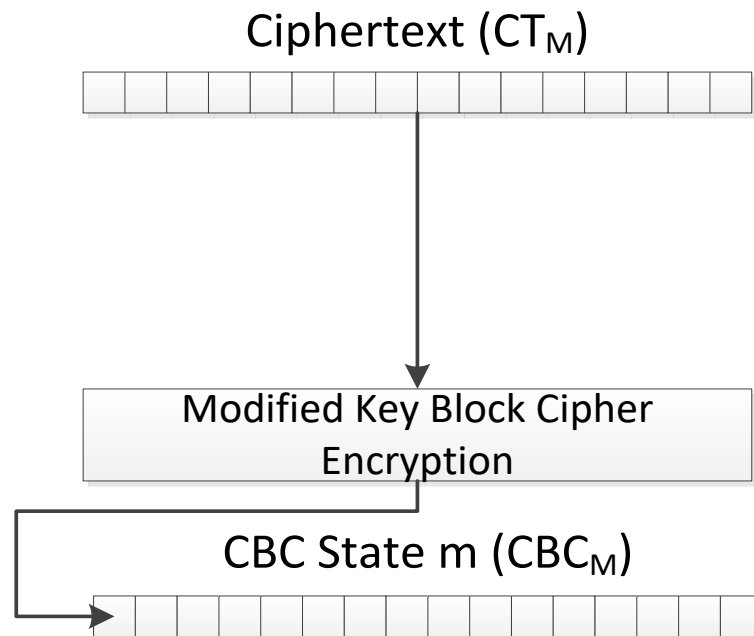 Ciphertext (CTM)
Modified Key Block Cipher
Encryption
CBC State m (CBCM)